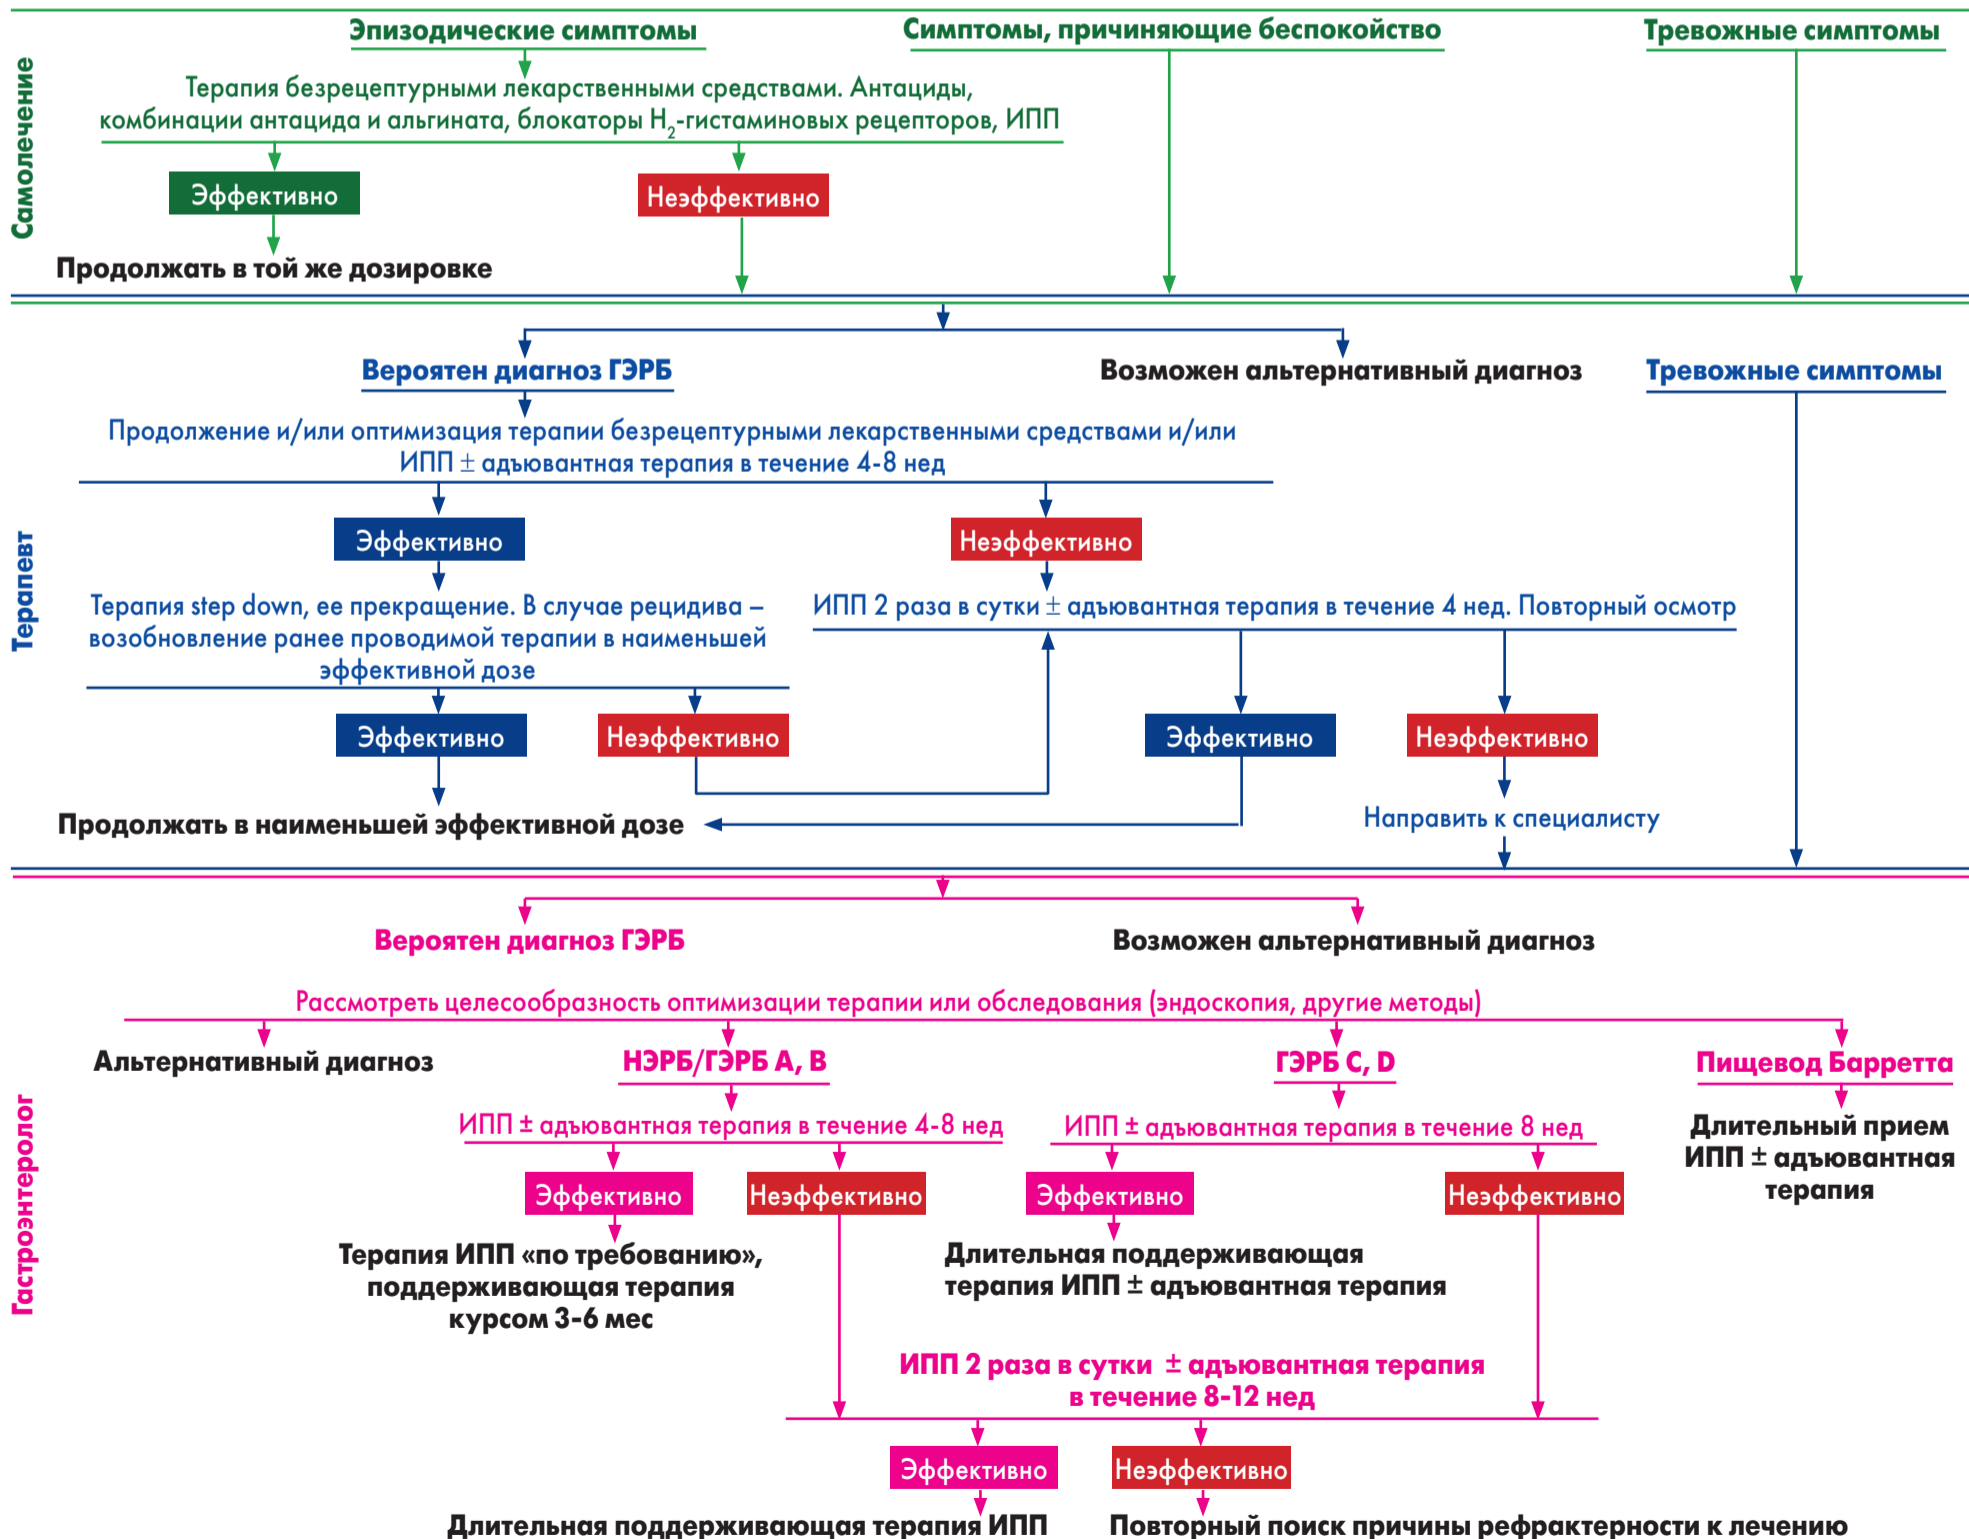 Самолечение
Эпизодические симптомы
Симптомы, причиняющие беспокойство
Тревожные симптомы
Терапия безрецептурными лекарственными средствами. Антациды,
комбинации антацида и альгината, блокаторы H₂-гистаминовых рецепторов, ИПП
Эффективно
Неэффективно
Продолжать в той же дозировке
Терапевт
Вероятен диагноз ГЭРБ
Возможен альтернативный диагноз
Тревожные симптомы
Продолжение и/или оптимизация терапии безрецептурными лекарственными средствами и/или
ИПП ± адъювантная терапия в течение 4-8 нед
Эффективно
Неэффективно
Терапия step down, ее прекращение. В случае рецидива –
возобновление ранее проводимой терапии в наименьшей
эффективной дозе
ИПП 2 раза в сутки ± адъювантная терапия в течение 4 нед. Повторный осмотр
Эффективно
Неэффективно
Эффективно
Неэффективно
Продолжать в наименьшей эффективной дозе
Направить к специалисту
Гастроэнтеролог
Вероятен диагноз ГЭРБ
Возможен альтернативный диагноз
Рассмотреть целесообразность оптимизации терапии или обследования (эндоскопия, другие методы)
Альтернативный диагноз
НЭРБ/ГЭРБ A, B
ГЭРБ C, D
Пищевод Барретта
ИПП ± адъювантная терапия в течение 4-8 нед
ИПП ± адъювантная терапия в течение 8 нед
Длительный прием
ИПП ± адъювантная
терапия
Эффективно
Неэффективно
Эффективно
Неэффективно
Терапия ИПП «по требованию»,
поддерживающая терапия
курсом 3-6 мес
Длительная поддерживающая
терапия ИПП ± адъювантная терапия
ИПП 2 раза в сутки ± адъювантная терапия
в течение 8-12 нед
Эффективно
Неэффективно
Длительная поддерживающая терапия ИПП
Повторный поиск причины рефрактерности к лечению